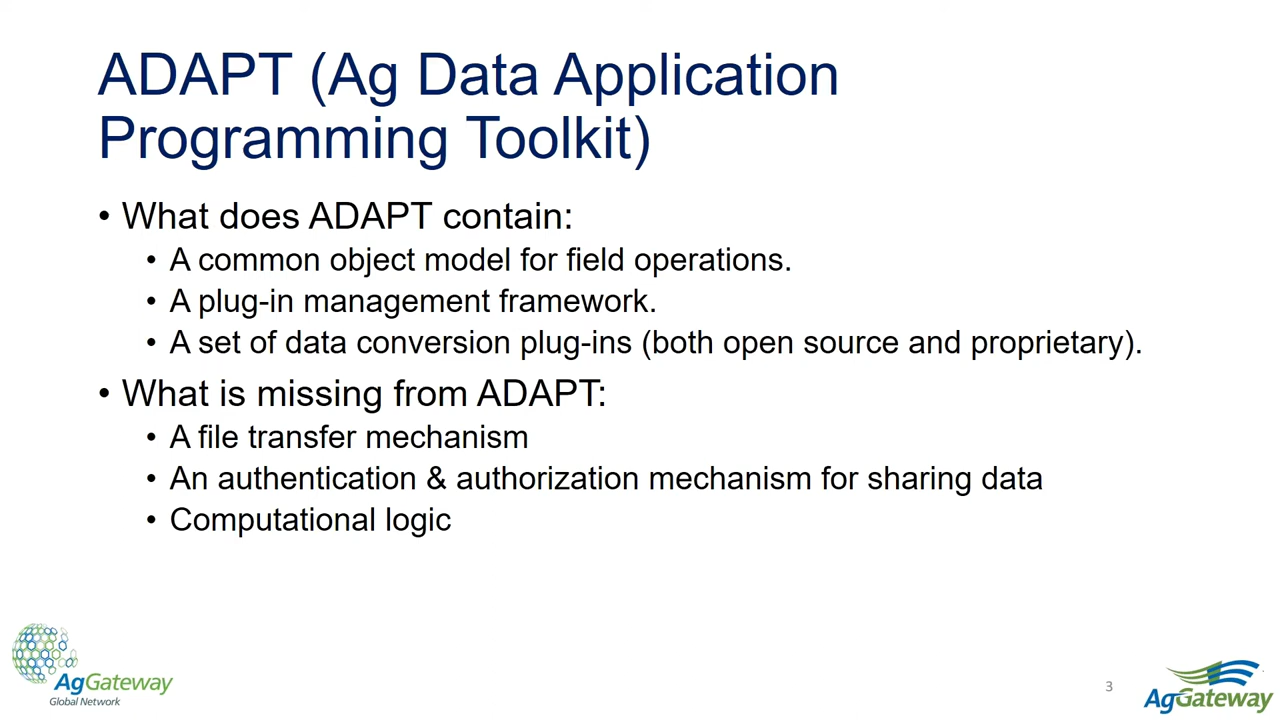 ADAPT (Ag Data Application
Programming Toolkit)
• What does ADAPT contain:
• A common object model for field operations.
• A plug-in management framework.
• A set of data conversion plug-ins (both open source and proprietary).
• What is missing from ADAPT:
• A file transfer mechanism
• An authentication & authorization mechanism for sharing data
• Computational logic
AgGateway
Global Network
3
AgGateway